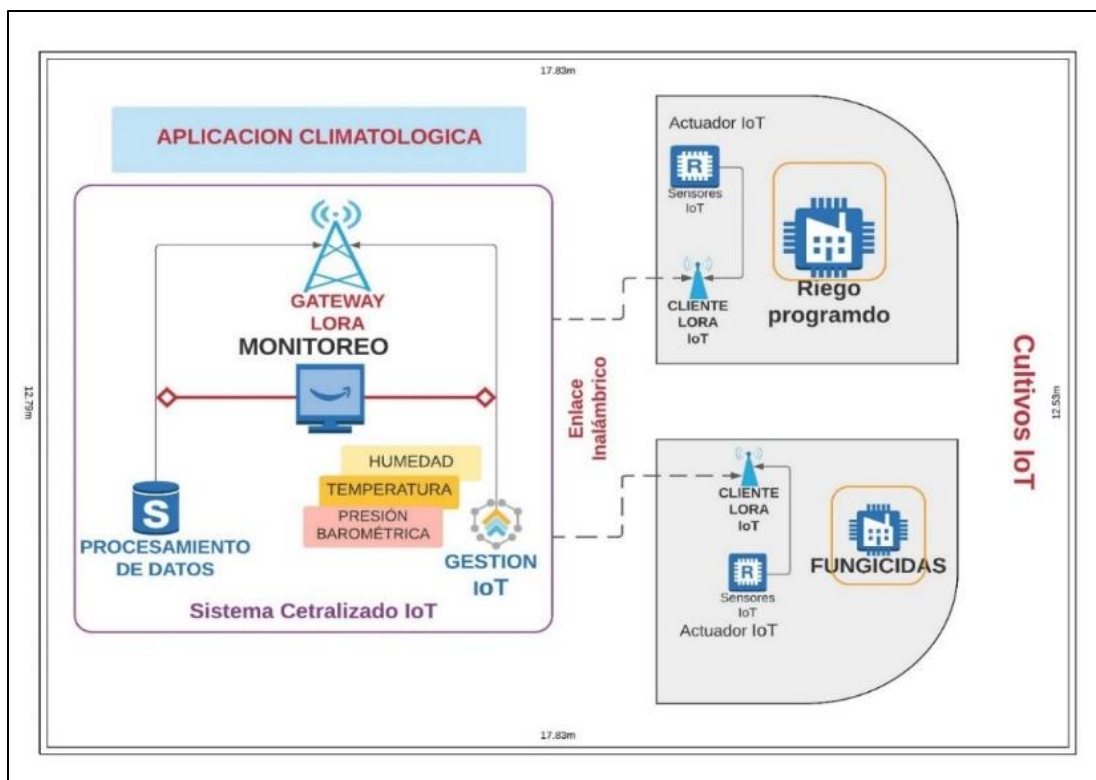 17.83m
APLICACION CLIMATOLOGICA
GATEWAY
LORA
MONITOREO
HUMEDAD
TEMPERATURA
PRESIÓN
BAROMÉTRICA
S
PROCESAMIENTO
DE DATOS
GESTION
IoT
Sistema Cetralizado IoT
12.79m
Enlace
Inalámbrico
Actuador IoT
R
Sensores
IoT
CLIENTE
LORA
IoT
Riego
programdo
CLIENTE
LORA
IoT
R
Sensores
IoT
Actuador IoT
FUNGICIDAS
Cultivos IoT
12.53m
17.83m